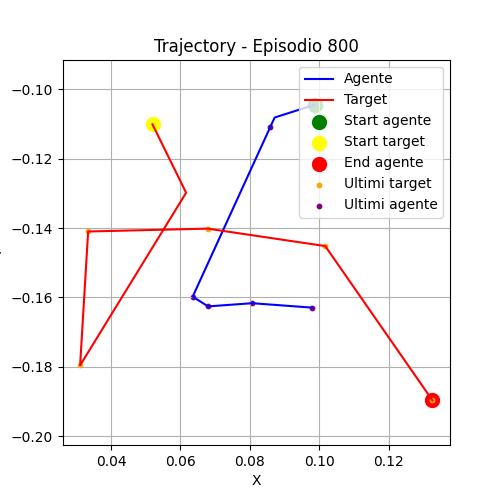 Trajectory - Episodio 800
Agente
Target
Start agente
Start target
End agente
Ultimi target
Ultimi agente
−0.10
−0.12
−0.14
−0.16
−0.18
−0.20
0.04 0.06 0.08 0.10 0.12
X